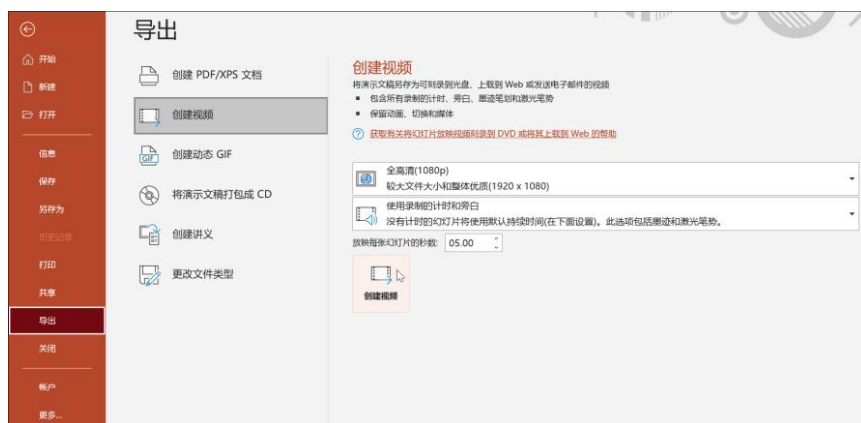 导出
开始
新建
打开
信息
保存
另存为
历史记录
打印
共享
导出
关闭
帐户
更多...
创建 PDF/XPS 文档
创建视频
创建动态 GIF
将演示文稿打包成 CD
创建讲义
更改文件类型
创建视频
将演示文稿另存为可刻录到光盘、上载到 Web 或发送电子邮件的视频
包含所有录制的计时、旁白、墨迹笔划和激光笔势
保留动画、切换和媒体
获取有关将幻灯片放映视频刻录到 DVD 或将其上载到 Web 的帮助
全高清(1080p)
较大文件大小和整体优质(1920 x 1080)
使用录制的计时和旁白
没有计时的幻灯片将使用默认持续时间(在下面设置)。此选项包括墨迹和激光笔势。
放映每张幻灯片的秒数: 05.00
创建视频